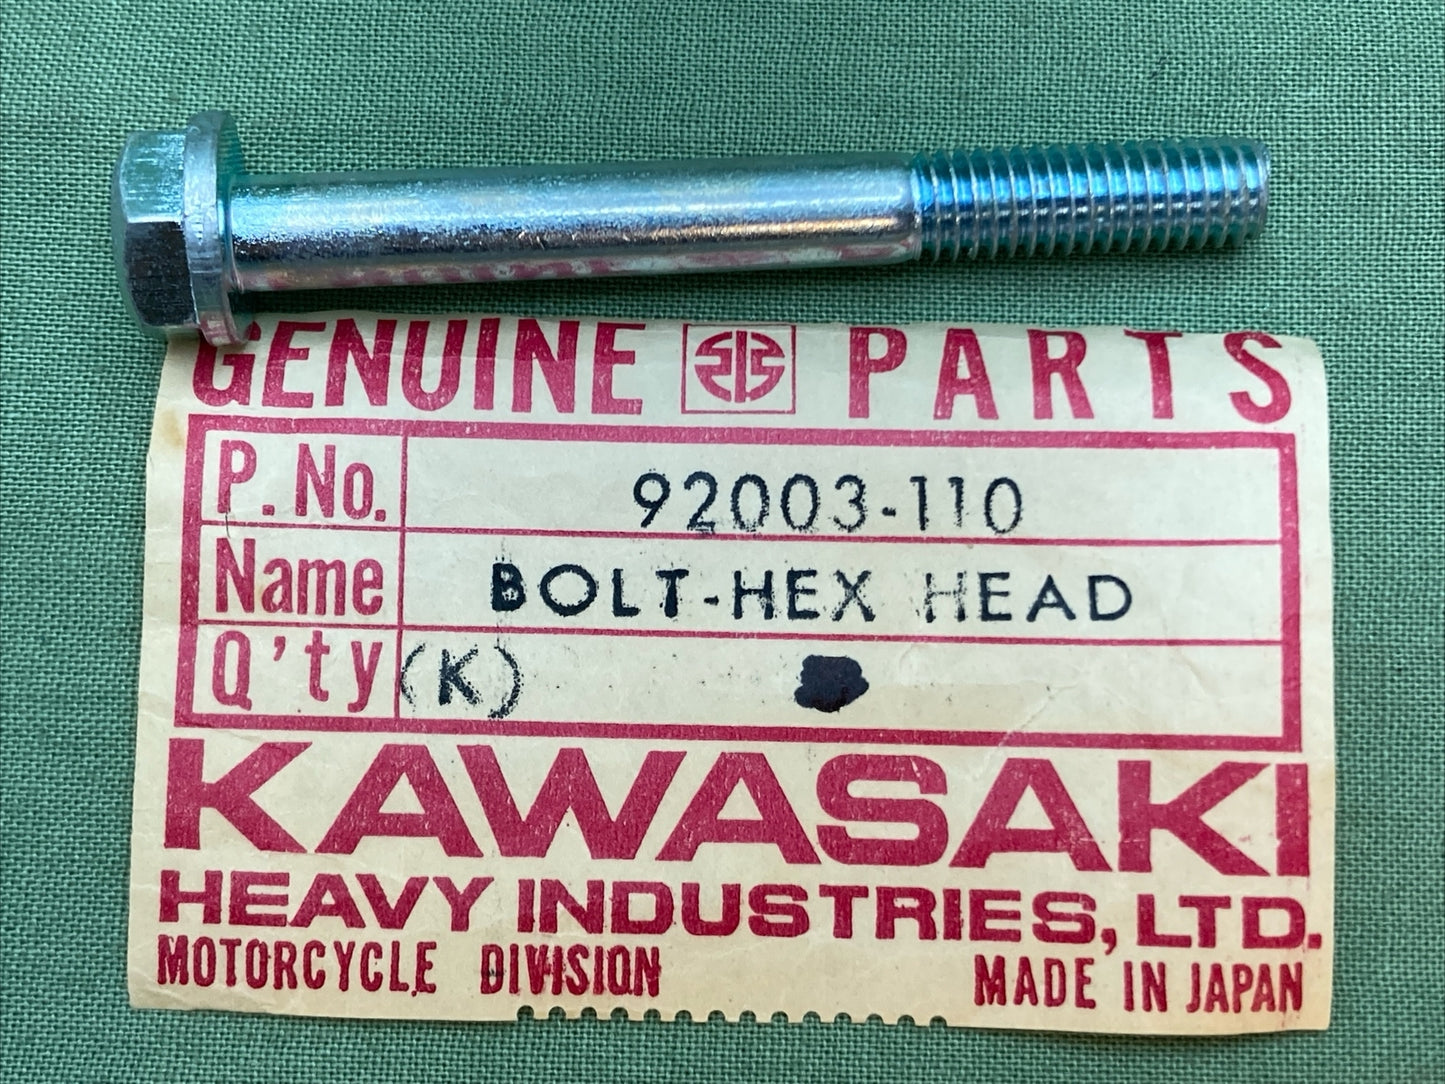 GENUINE PARTS
P. No. 92003-110
Name BOLT-HEX HEAD
Q'ty (K)
KAWASAKI
HEAVY INDUSTRIES, LTD.
MOTORCYCLE DIVISION MADE IN JAPAN